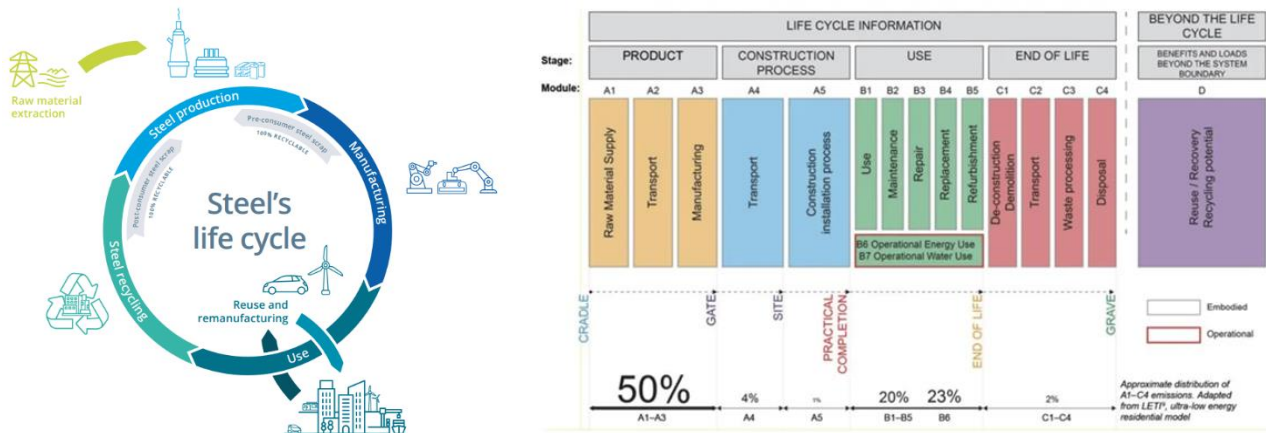 Raw material
extraction
Steel production
Pre-consumer steel scrap
100% RECYCLABLE
Manufacturing
Post-consumer steel scrap
100% RECYCLABLE
Steel's
life cycle
Steel recycling
Reuse and
remanufacturing
Use
LIFE CYCLE INFORMATION
BEYOND THE LIFE
CYCLE
Stage:
PRODUCT
CONSTRUCTION
PROCESS
USE
END OF LIFE
BENEFITS AND LOADS
BEYOND THE SYSTEM
BOUNDARY
Module:
A1
A2
A3
A4
A5
B1
B2
B3
B4
B5
C1
C2
C3
C4
D
Raw Material Supply
Transport
Manufacturing
Transport
Construction
installation process
Use
Maintenance
Repair
Replacement
Refurbishment
De-construction
Demolition
Transport
Waste processing
Disposal
Reuse / Recovery
Recycling potential
B6 Operational Energy Use
B7 Operational Water Use
CRADLE
GATE
SITE
PRACTICAL
COMPLETION
END OF LIFE
GRAVE
Embodied
Operational
50%
4%
1%
20%
23%
2%
A1–A3
A4
A5
B1–B5
B6
C1–C4
Approximate distribution of
A1–C4 emissions. Adapted
from LETI⁹, ultra-low energy
residential model